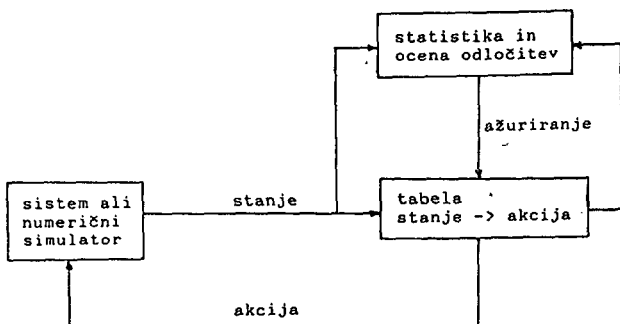 statistika in
ocena odločitev
ažuriranje
sistem ali
numerični
simulator
stanje
tabela
stanje -> akcija
akcija